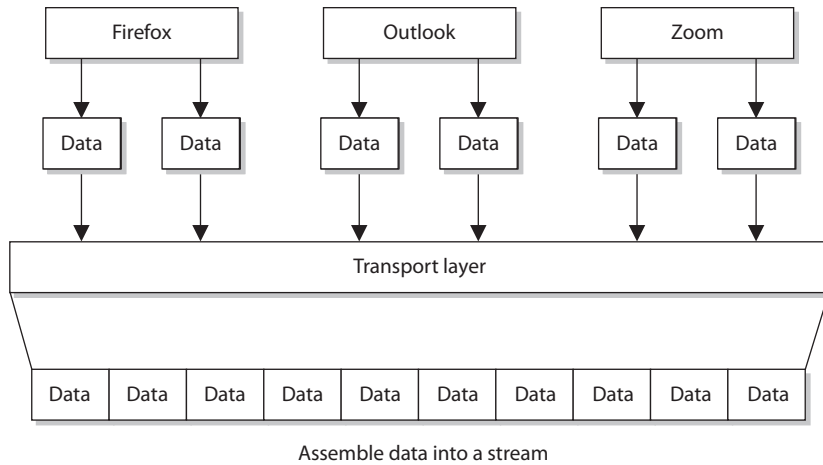 Firefox Outlook Zoom
Data Data Data Data Data Data
Transport layer
Data Data Data Data Data Data Data Data Data Data
Assemble data into a stream